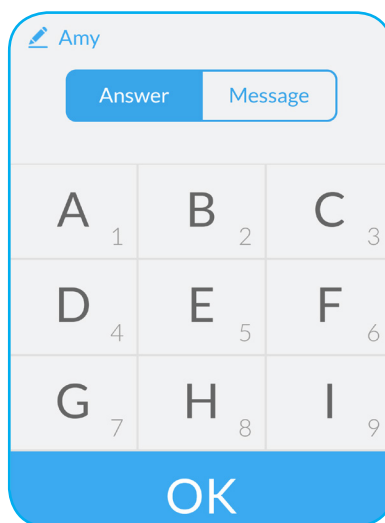 Amy
Answer Message
A 1 B 2 C 3
D 4 E 5 F 6
G 7 H 8 I 9
OK